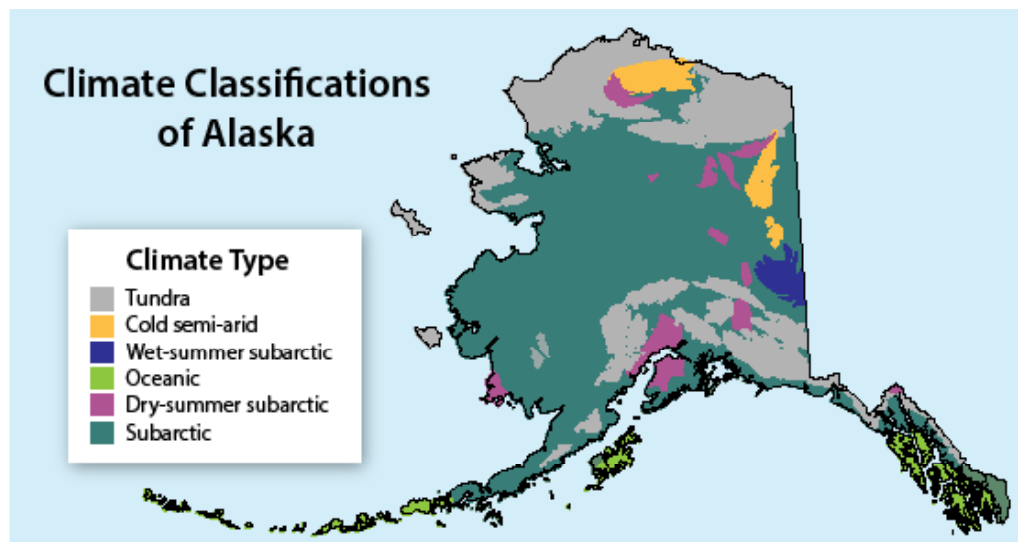 Climate Classifications
of Alaska
Climate Type
Tundra
Cold semi-arid
Wet-summer subarctic
Oceanic
Dry-summer subarctic
Subarctic